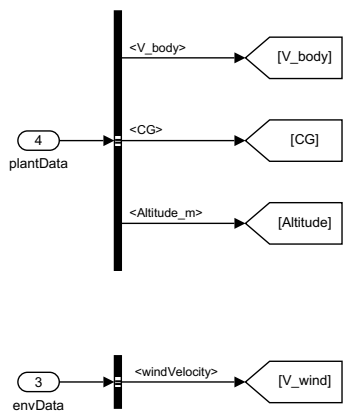 <V_body>
[V_body]
4
plantData
<CG>
[CG]
<Altitude_m>
[Altitude]
3
envData
<windVelocity>
[V_wind]